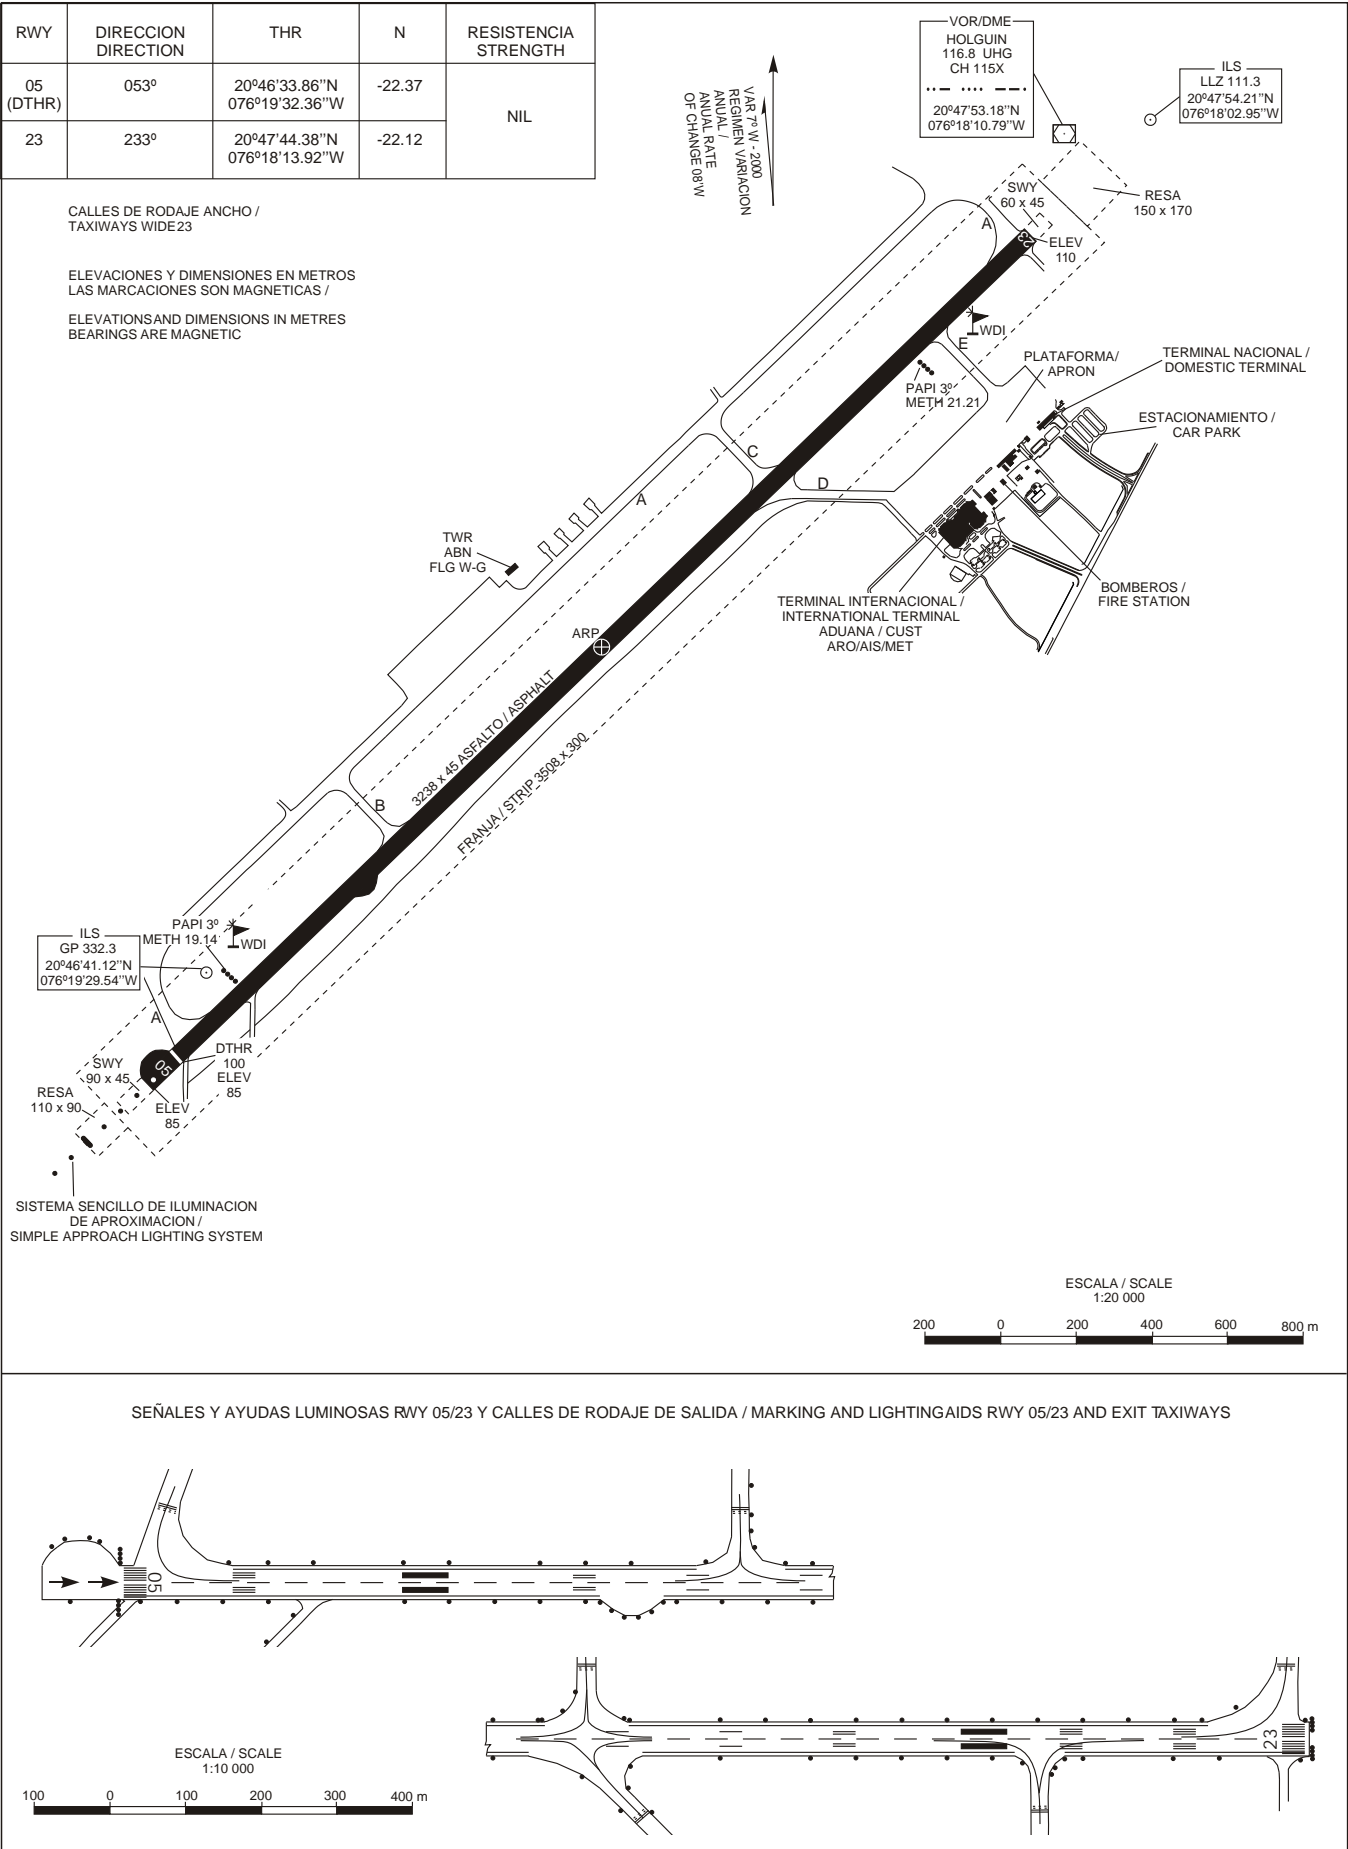 RWY
DIRECCION
DIRECTION
THR
N
RESISTENCIA
STRENGTH
05
(DTHR)
053º
20º46'33.86''N
076º19'32.36''W
-22.37
NIL
23
233º
20º47'44.38''N
076º18'13.92''W
-22.12
CALLES DE RODAJE ANCHO /
TAXIWAYS WIDE23
ELEVACIONES Y DIMENSIONES EN METROS
LAS MARCACIONES SON MAGNETICAS /
ELEVATIONSAND DIMENSIONS IN METRES
BEARINGS ARE MAGNETIC
VAR 7º W - 2000
REGIMEN VARIACION
ANUAL /
ANUAL RATE
OF CHANGE 08'W
VOR/DME
HOLGUIN
116.8 UHG
CH 115X
20º47'53.18''N
076º18'10.79''W
ILS
LLZ 111.3
20º47'54.21''N
076º18'02.95''W
SWY
60 x 45
RESA
150 x 170
A
23
ELEV
110
WDI
E
PAPI 3º
METH 21.21
PLATAFORMA/
APRON
TERMINAL NACIONAL /
DOMESTIC TERMINAL
ESTACIONAMIENTO /
CAR PARK
C
D
A
TWR
ABN
FLG W-G
BOMBEROS /
FIRE STATION
TERMINAL INTERNACIONAL /
INTERNATIONAL TERMINAL
ADUANA / CUST
ARO/AIS/MET
ARP
3238 x 45 ASFALTO / ASPHALT
FRANJA / STRIP 3508 x 300
B
PAPI 3º
METH 19.14
WDI
ILS
GP 332.3
20º46'41.12''N
076º19'29.54''W
A
05
DTHR
100
ELEV
85
SWY
90 x 45
RESA
110 x 90
ELEV
85
SISTEMA SENCILLO DE ILUMINACION
DE APROXIMACION /
SIMPLE APPROACH LIGHTING SYSTEM
ESCALA / SCALE
1:20 000
200 0 200 400 600 800 m
SEÑALES Y AYUDAS LUMINOSAS RWY 05/23 Y CALLES DE RODAJE DE SALIDA / MARKING AND LIGHTINGAIDS RWY 05/23 AND EXIT TAXIWAYS
05
23
ESCALA / SCALE
1:10 000
100 0 100 200 300 400 m